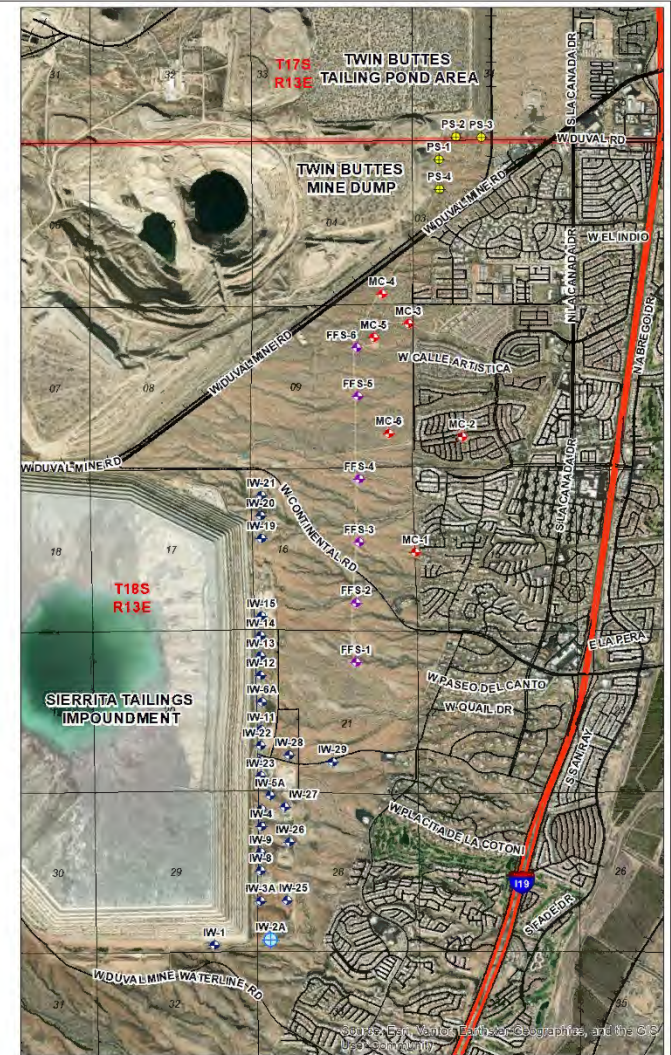 T17S
R13E
TWIN BUTTES
TAILING POND AREA
31
32
33
34
PS-2
PS-3
W DUVAL RD
PS-1
PS-4
TWIN BUTTES
MINE DUMP
S LA CANADA DR
W DUVAL MINE RD
W EL INDIO
04
03
N LA CANADA DR
N ABREGO DR
MC-4
MC-3
MC-5
FFS-6
W CALLE ARTISTICA
W DUVAL MINE RD
07
08
09
FFS-5
MC-6
MC-2
S LA CANADA DR
W DUVAL MINE RD
FFS-4
IW-21
IW-20
IW-19
W CONTINENTAL RD
18
17
16
FFS-3
MC-1
T18S
R13E
FFS-2
IW-15
IW-14
IW-13
IW-12
FFS-1
E LA PERA
SIERRITA TAILINGS
IMPOUNDMENT
IW-6A
W PASEO DEL CANTO
W QUAIL DR
IW-11
21
IW-22
IW-28
IW-29
S SAN RAY
IW-23
IW-5A
IW-27
IW-4
W PLACITA DE LA COTONI
IW-26
IW-9
IW-8
30
29
26
I19
IW-3A
IW-25
S FADE DR
IW-2A
IW-1
W DUVAL MINE WATERLINE RD
31
32
33
35
Source: Esri, Maxar, Earthstar Geographics, and the GIS
User Community